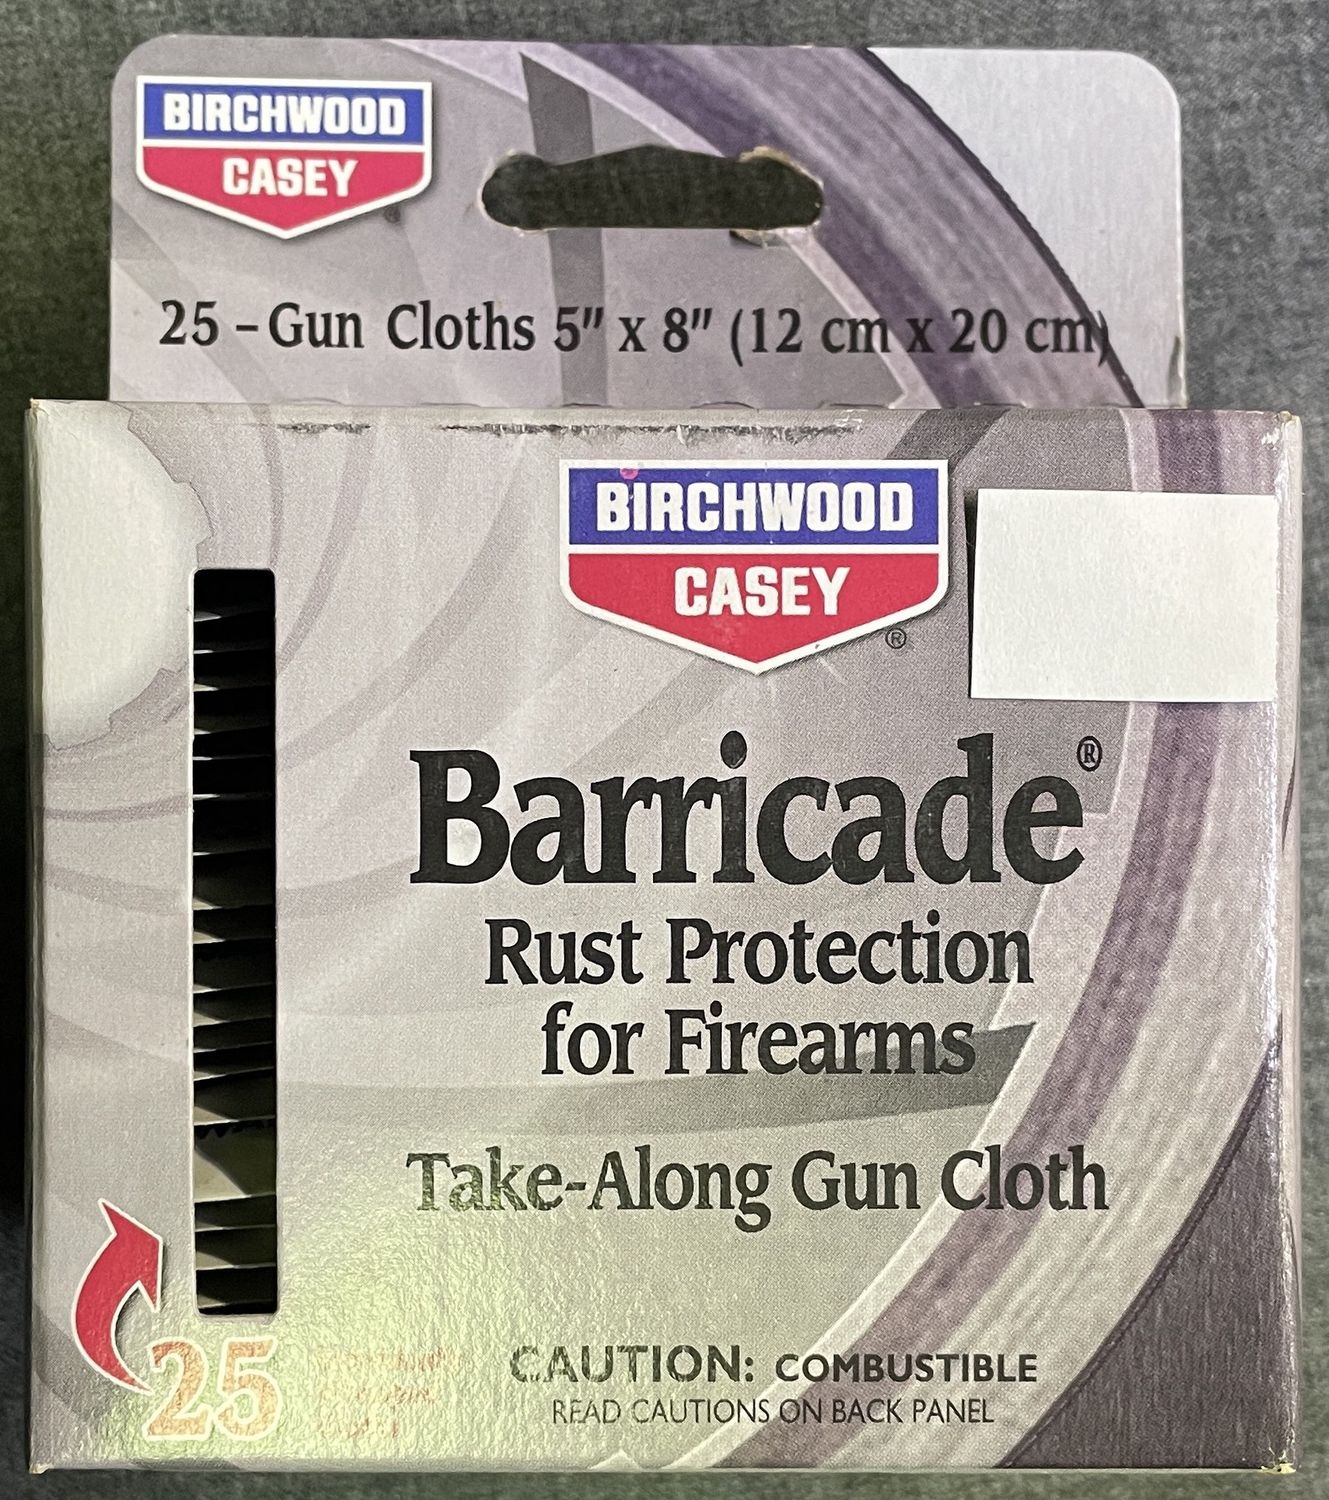 BIRCHWOOD
CASEY
25 – Gun Cloths 5" x 8" (12 cm x 20 cm)
BIRCHWOOD
CASEY
®
Barricade®
Rust Protection
for Firearms
Take-Along Gun Cloth
25
CAUTION: COMBUSTIBLE
READ CAUTIONS ON BACK PANEL